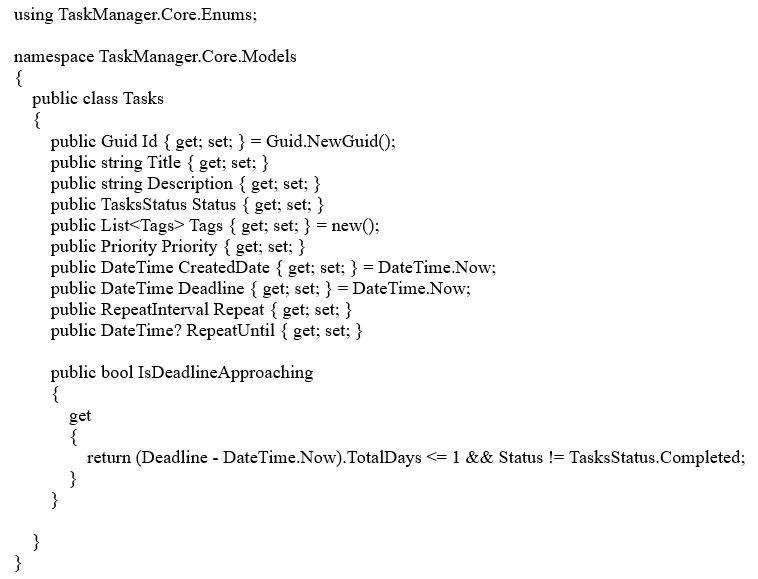 using TaskManager.Core.Enums;
namespace TaskManager.Core.Models
{
public class Tasks
{
public Guid Id { get; set; } = Guid.NewGuid();
public string Title { get; set; }
public string Description { get; set; }
public TasksStatus Status { get; set; }
public List<Tags> Tags { get; set; } = new();
public Priority Priority { get; set; }
public DateTime CreatedDate { get; set; } = DateTime.Now;
public DateTime Deadline { get; set; } = DateTime.Now;
public RepeatInterval Repeat { get; set; }
public DateTime? RepeatUntil { get; set; }
public bool IsDeadlineApproaching
{
get
{
return (Deadline - DateTime.Now).TotalDays <= 1 && Status != TasksStatus.Completed;
}
}
}
}